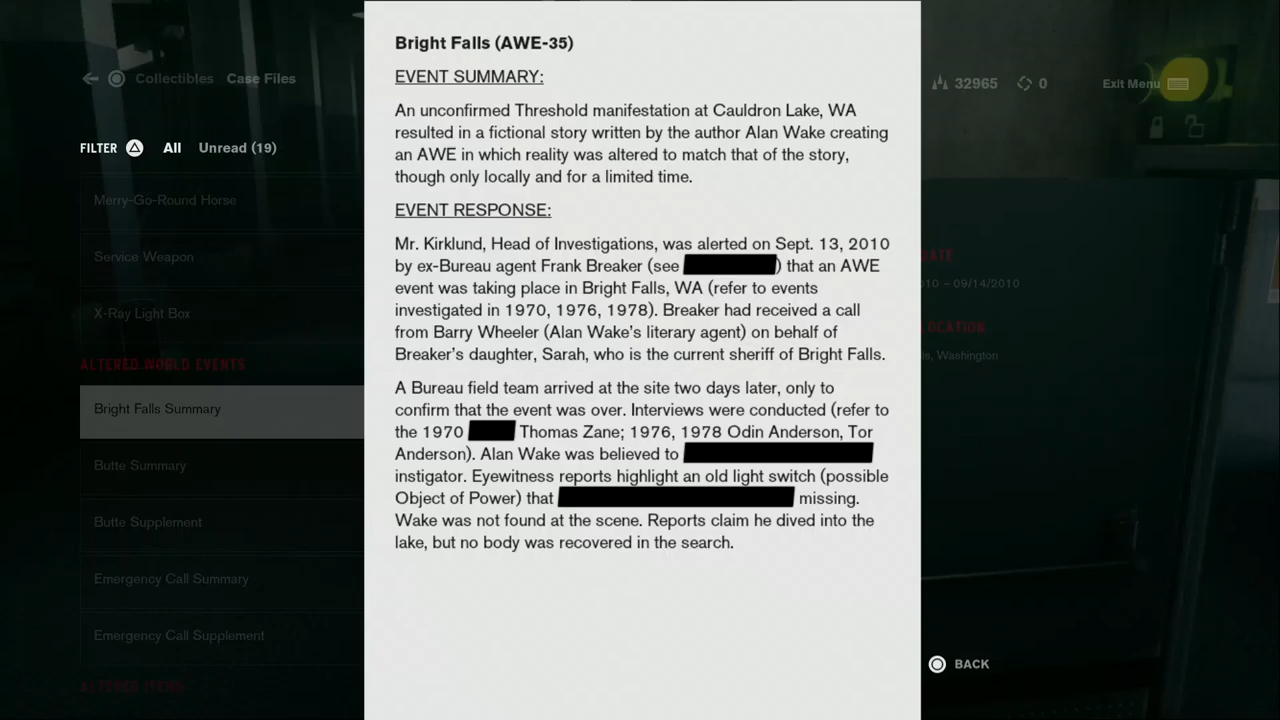 Bright Falls (AWE-35)
EVENT SUMMARY:
An unconfirmed Threshold manifestation at Cauldron Lake, WA
resulted in a fictional story written by the author Alan Wake creating
an AWE in which reality was altered to match that of the story,
though only locally and for a limited time.
EVENT RESPONSE:
Mr. Kirklund, Head of Investigations, was alerted on Sept. 13, 2010
by ex-Bureau agent Frank Breaker (see ) that an AWE
event was taking place in Bright Falls, WA (refer to events
investigated in 1970, 1976, 1978). Breaker had received a call
from Barry Wheeler (Alan Wake's literary agent) on behalf of
Breaker's daughter, Sarah, who is the current sheriff of Bright Falls.
A Bureau field team arrived at the site two days later, only to
confirm that the event was over. Interviews were conducted (refer to
the 1970 Thomas Zane; 1976, 1978 Odin Anderson, Tor
Anderson). Alan Wake was believed to
instigator. Eyewitness reports highlight an old light switch (possible
Object of Power) that missing.
Wake was not found at the scene. Reports claim he dived into the
lake, but no body was recovered in the search.
Collectibles Case Files
FILTER All Unread (19)
Merry-Go-Round Horse
Service Weapon
X-Ray Light Box
ALTERED WORLD EVENTS
Bright Falls Summary
Butte Summary
Butte Supplement
Emergency Call Summary
Emergency Call Supplement
ALTERED ITEMS
32965 0 Exit Menu
DATE
010 – 09/14/2010
LOCATION
ls, Washington
BACK